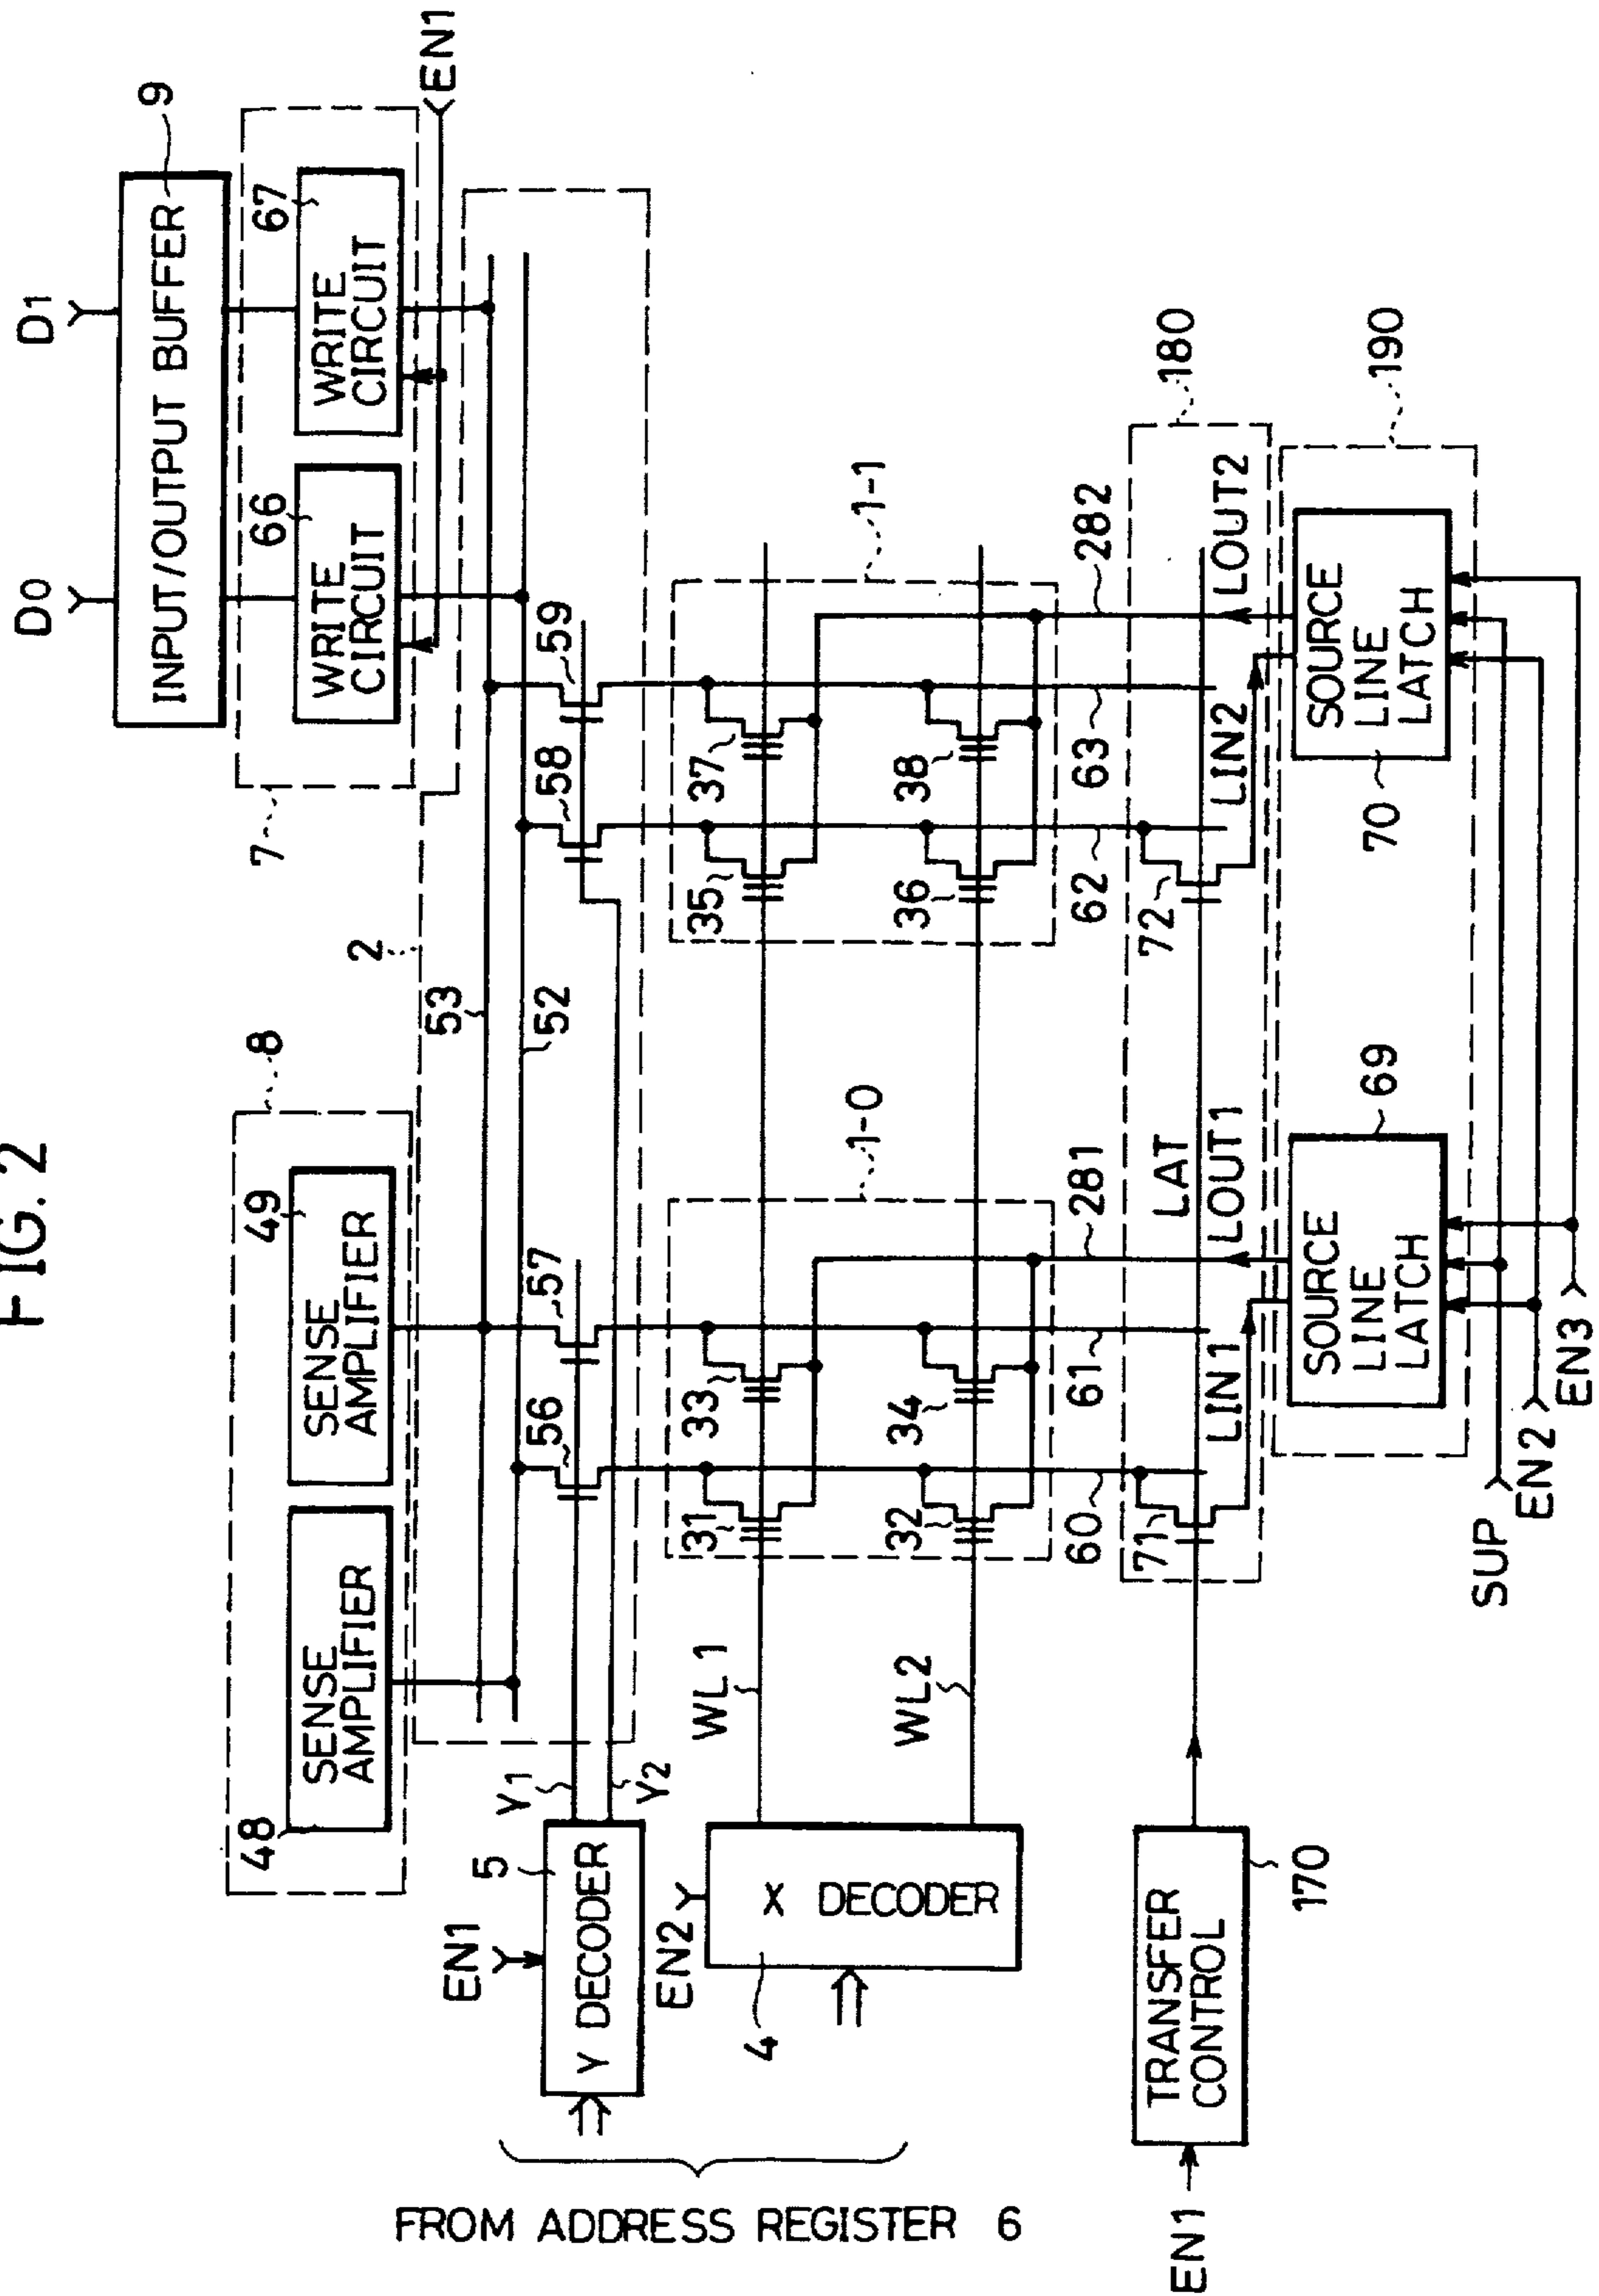 FIG. 2
D0
D1
INPUT/OUTPUT BUFFER
9
8
48
SENSE
AMPLIFIER
49
SENSE
AMPLIFIER
7
66
WRITE
CIRCUIT
67
WRITE
CIRCUIT
EN1
2
53
52
EN1
5
Y DECODER
Y1
Y2
56
57
58
59
EN2
4
X DECODER
WL1
WL2
1-0
31
33
32
34
1-1
35
37
36
38
60
61
281
62
63
282
FROM ADDRESS REGISTER 6
EN1
TRANSFER
CONTROL
170
180
71
LAT
LIN1
LOUT1
72
LIN2
LOUT2
190
SOURCE
LINE
LATCH
69
SOURCE
LINE
LATCH
70
SUP
EN2
EN3